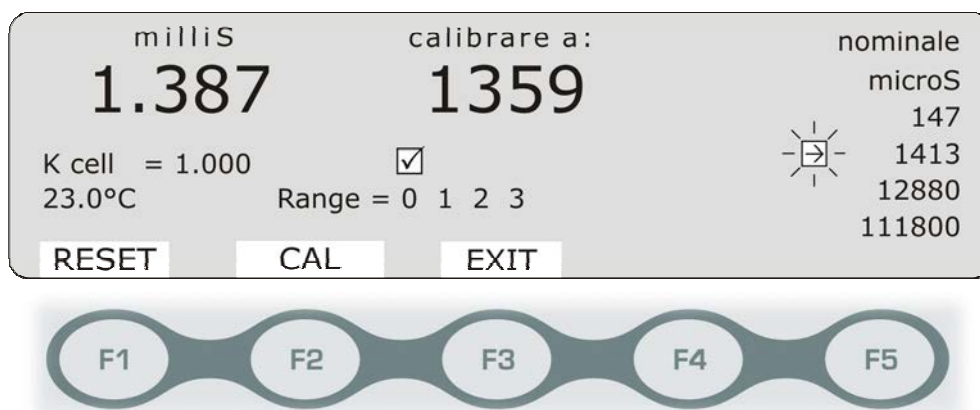 milliS calibrare a: nominale
1.387 1359 microS
147
K cell = 1.000 1413
23.0°C Range = 0 1 2 3 12880
111800
RESET CAL EXIT
F1 F2 F3 F4 F5